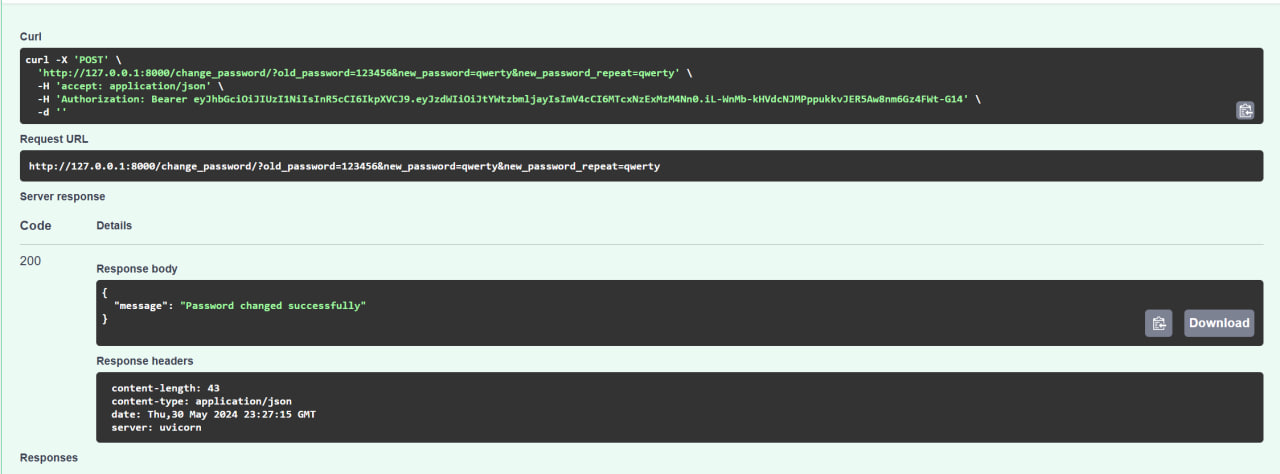 Curl
curl -X 'POST' \
'http://127.0.0.1:8000/change_password/?old_password=123456&new_password=qwerty&new_password_repeat=qwerty' \
-H 'accept: application/json' \
-H 'Authorization: Bearer eyJhbGciOiJIUzI1NiIsInR5cCI6IkpXVCJ9.eyJzdWIiOiJtYWtzbmljayIsImV4cCI6MTcxNzExMzM4Nn0.iL-WnMb-kHVdcNJMPppukkvJER5Aw8nm6Gz4FWt-G14' \
-d ''
Request URL
http://127.0.0.1:8000/change_password/?old_password=123456&new_password=qwerty&new_password_repeat=qwerty
Server response
Code Details
200
Response body
{
"message": "Password changed successfully"
}
Download
Response headers
content-length: 43
content-type: application/json
date: Thu,30 May 2024 23:27:15 GMT
server: uvicorn
Responses